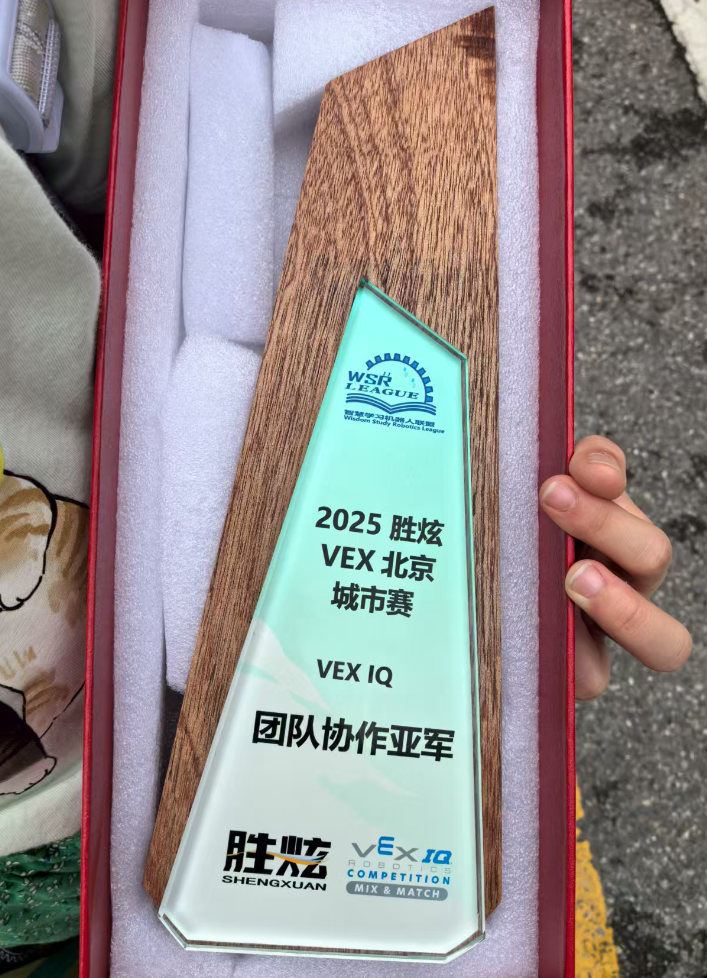 WSR
LEAGUE
智慧学习机器人联盟
Wisdom Study Robotics League
2025 胜炫
VEX 北京
城市赛
VEX IQ
团队协作亚军
胜炫
SHENGXUAN
VEX IQ
ROBOTICS
COMPETITION
MIX & MATCH